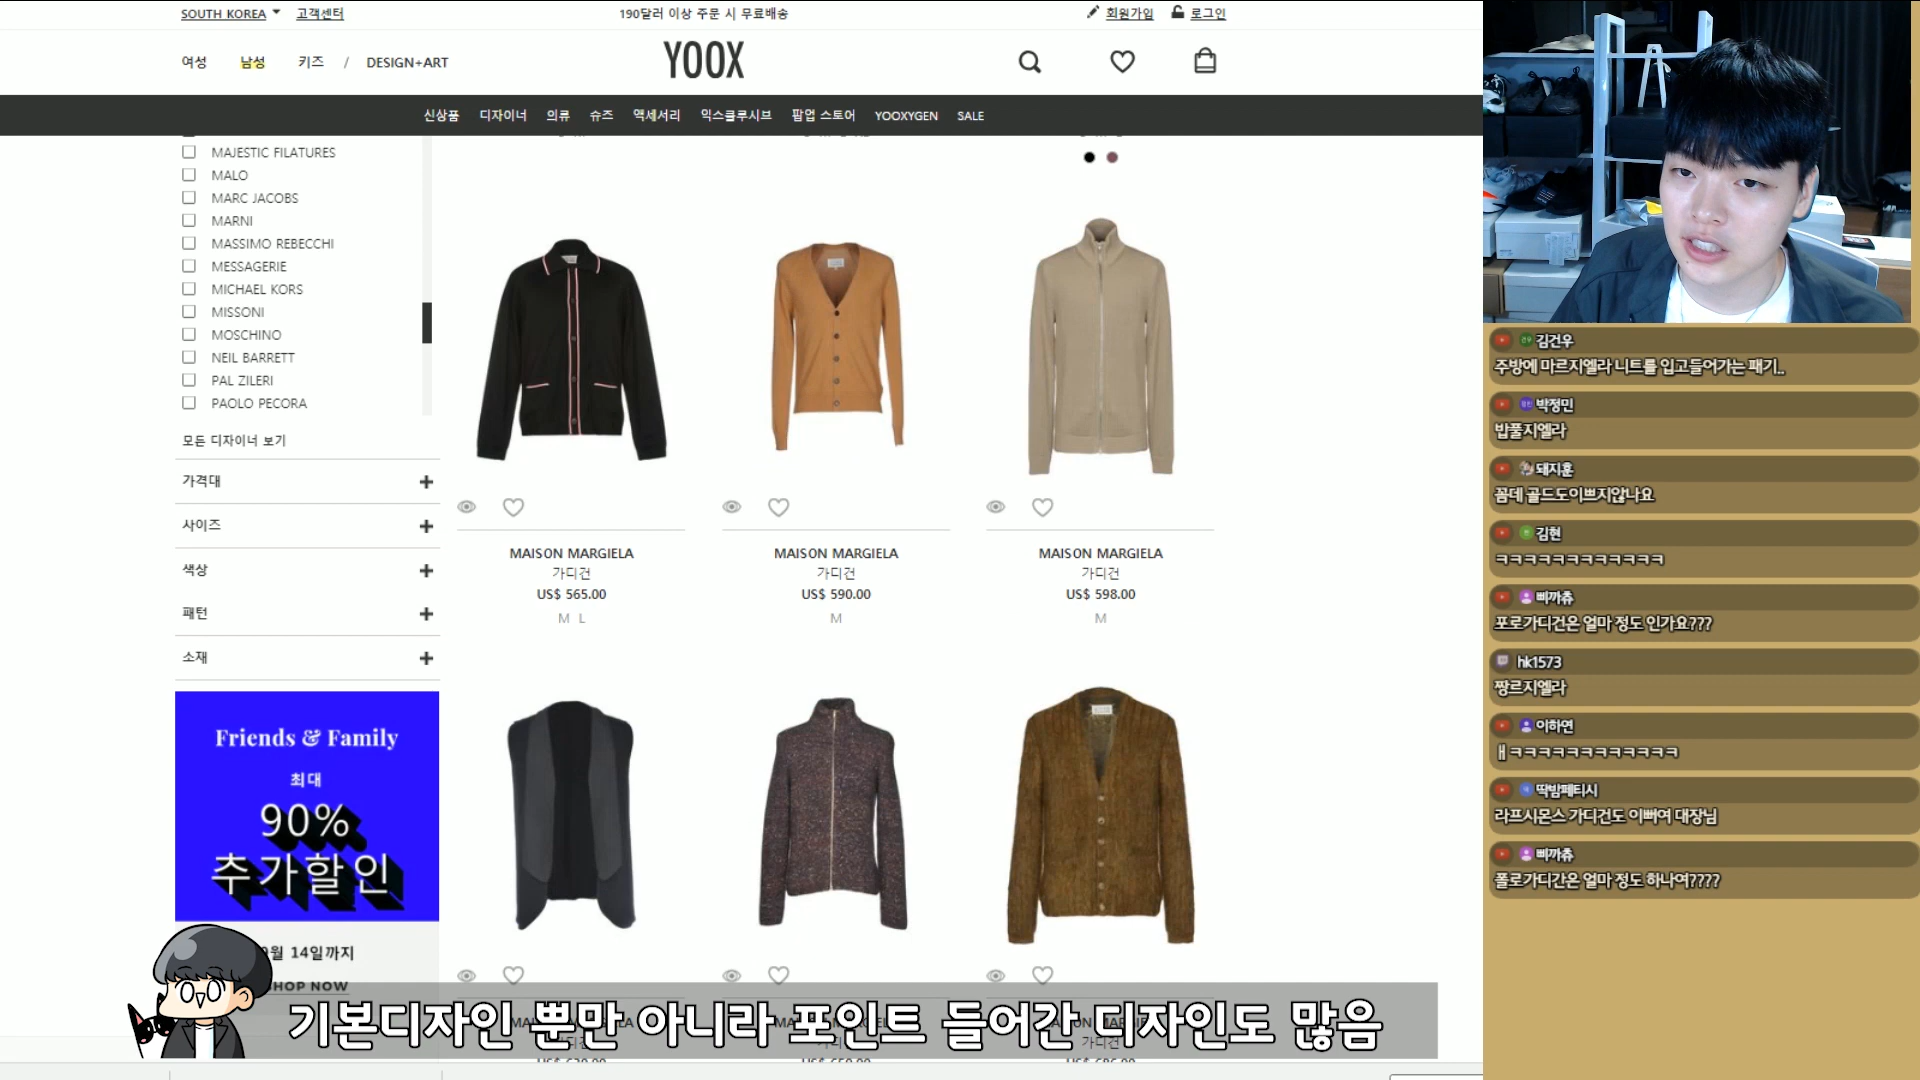 SOUTH KOREA
고객센터
190달러 이상 주문 시 무료배송
회원가입
로그인
여성
남성
키즈
/
DESIGN+ART
YOOX
신상품
디자이너
의류
슈즈
액세서리
익스클루시브
팝업 스토어
YOOXYGEN
SALE
MAJESTIC FILATURES
MALO
MARC JACOBS
MARNI
MASSIMO REBECCHI
MESSAGERIE
MICHAEL KORS
MISSONI
MOSCHINO
NEIL BARRETT
PAL ZILERI
PAOLO PECORA
모든 디자이너 보기
가격대
사이즈
색상
패턴
소재
MAISON MARGIELA
가디건
US$ 565.00
M L
MAISON MARGIELA
가디건
US$ 590.00
M
MAISON MARGIELA
가디건
US$ 598.00
M
Friends & Family
최대
90%
추가할인
월 14일까지
SHOP NOW
기본디자인 뿐만 아니라 포인트 들어간 디자인도 많음
김건우
주방에 마르지엘라 니트를 입고들어가는 패기..
박정민
밥풀지엘라
돼지훈
꼼데 골드도이쁘지않나요
김현
ㅋㅋㅋㅋㅋㅋㅋㅋㅋㅋㅋㅋ
삐까츄
포로가디건은 얼마 정도 인가요???
hk1573
짱르지엘라
이하연
ㅐㅋㅋㅋㅋㅋㅋㅋㅋㅋㅋㅋㅋ
딱밤페티시
라프시몬스 가디건도 이뻐여 대장님
삐까츄
폴로가디간은 얼마 정도 하나여????